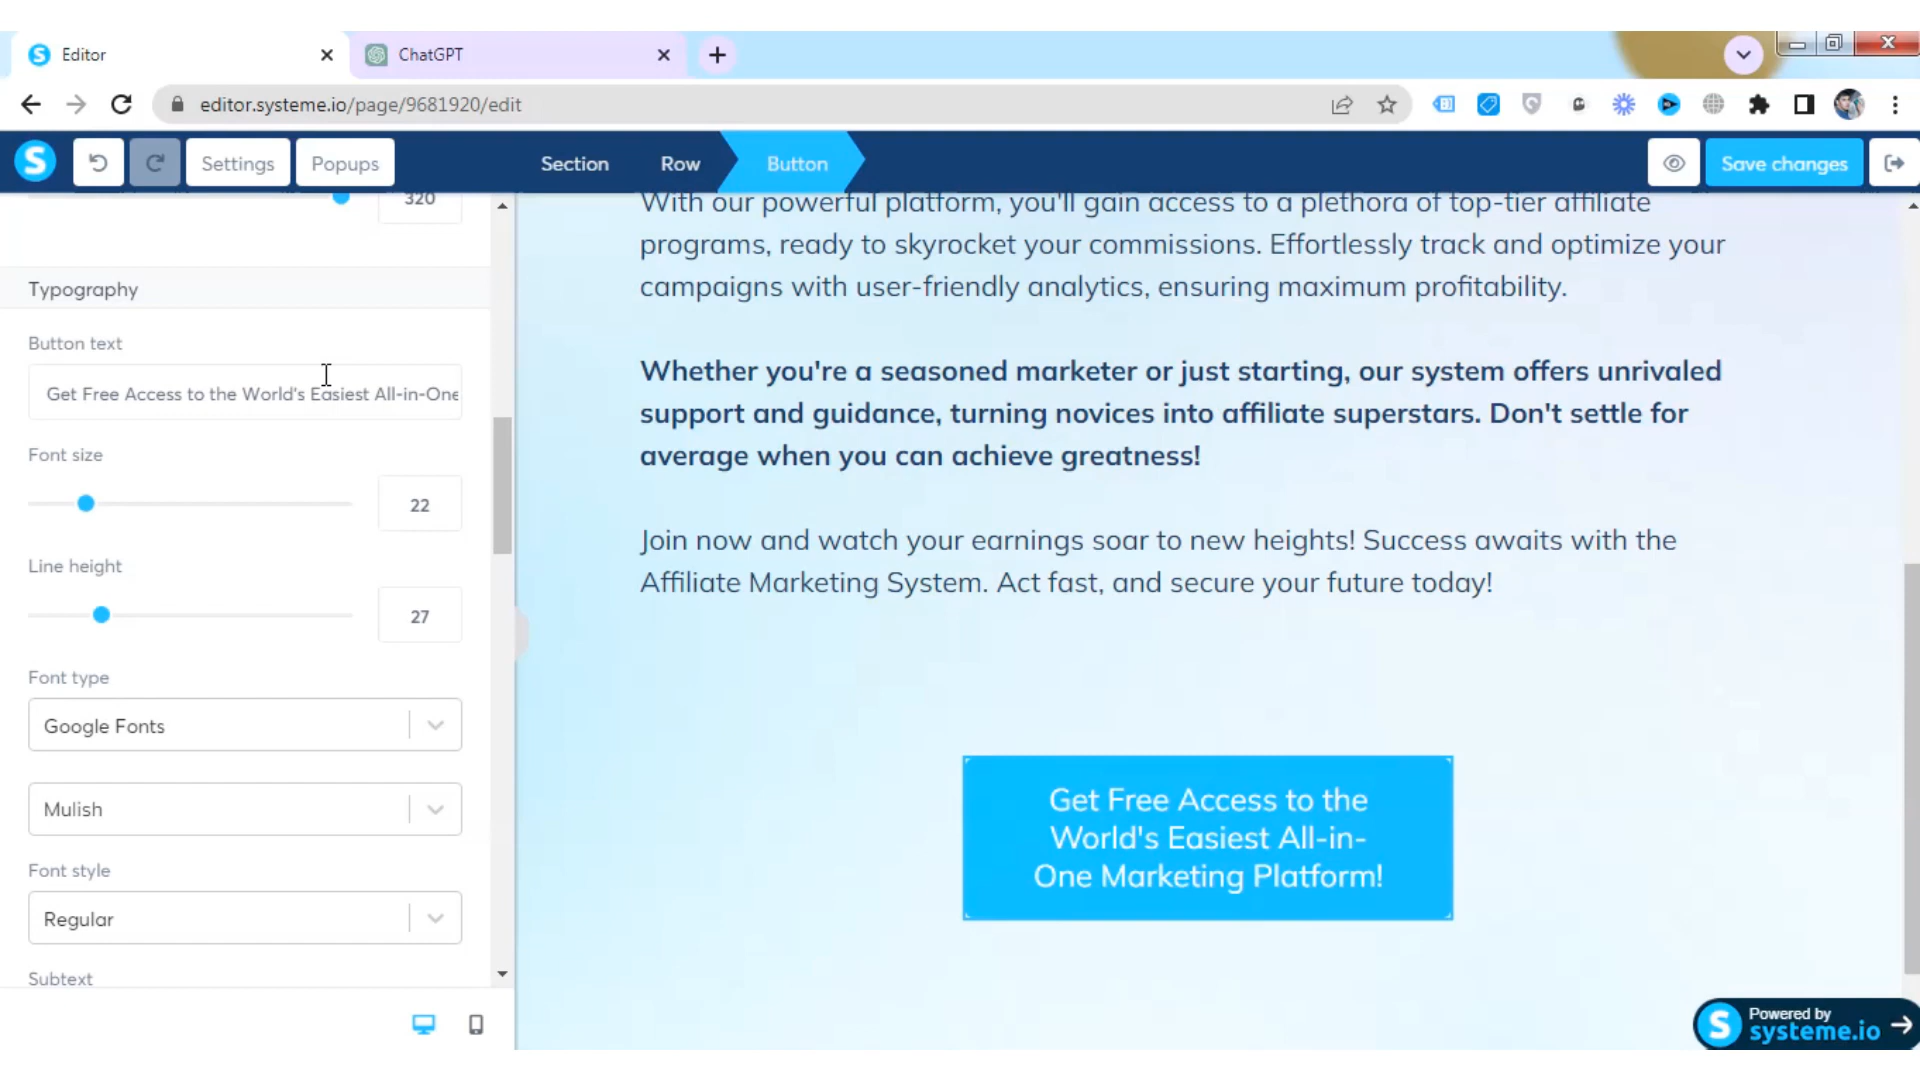 Editor
ChatGPT
editor.systeme.io/page/9681920/edit
Settings
Popups
Section
Row
Button
Save changes
320
Typography
Button text
Get Free Access to the World's Easiest All-in-One
Font size
22
Line height
27
Font type
Google Fonts
Mulish
Font style
Regular
Subtext
With our powerful platform, you'll gain access to a plethora of top-tier affiliate
programs, ready to skyrocket your commissions. Effortlessly track and optimize your
campaigns with user-friendly analytics, ensuring maximum profitability.
Whether you're a seasoned marketer or just starting, our system offers unrivaled
support and guidance, turning novices into affiliate superstars. Don't settle for
average when you can achieve greatness!
Join now and watch your earnings soar to new heights! Success awaits with the
Affiliate Marketing System. Act fast, and secure your future today!
Get Free Access to the
World's Easiest All-in-
One Marketing Platform!
Powered by
systeme.io